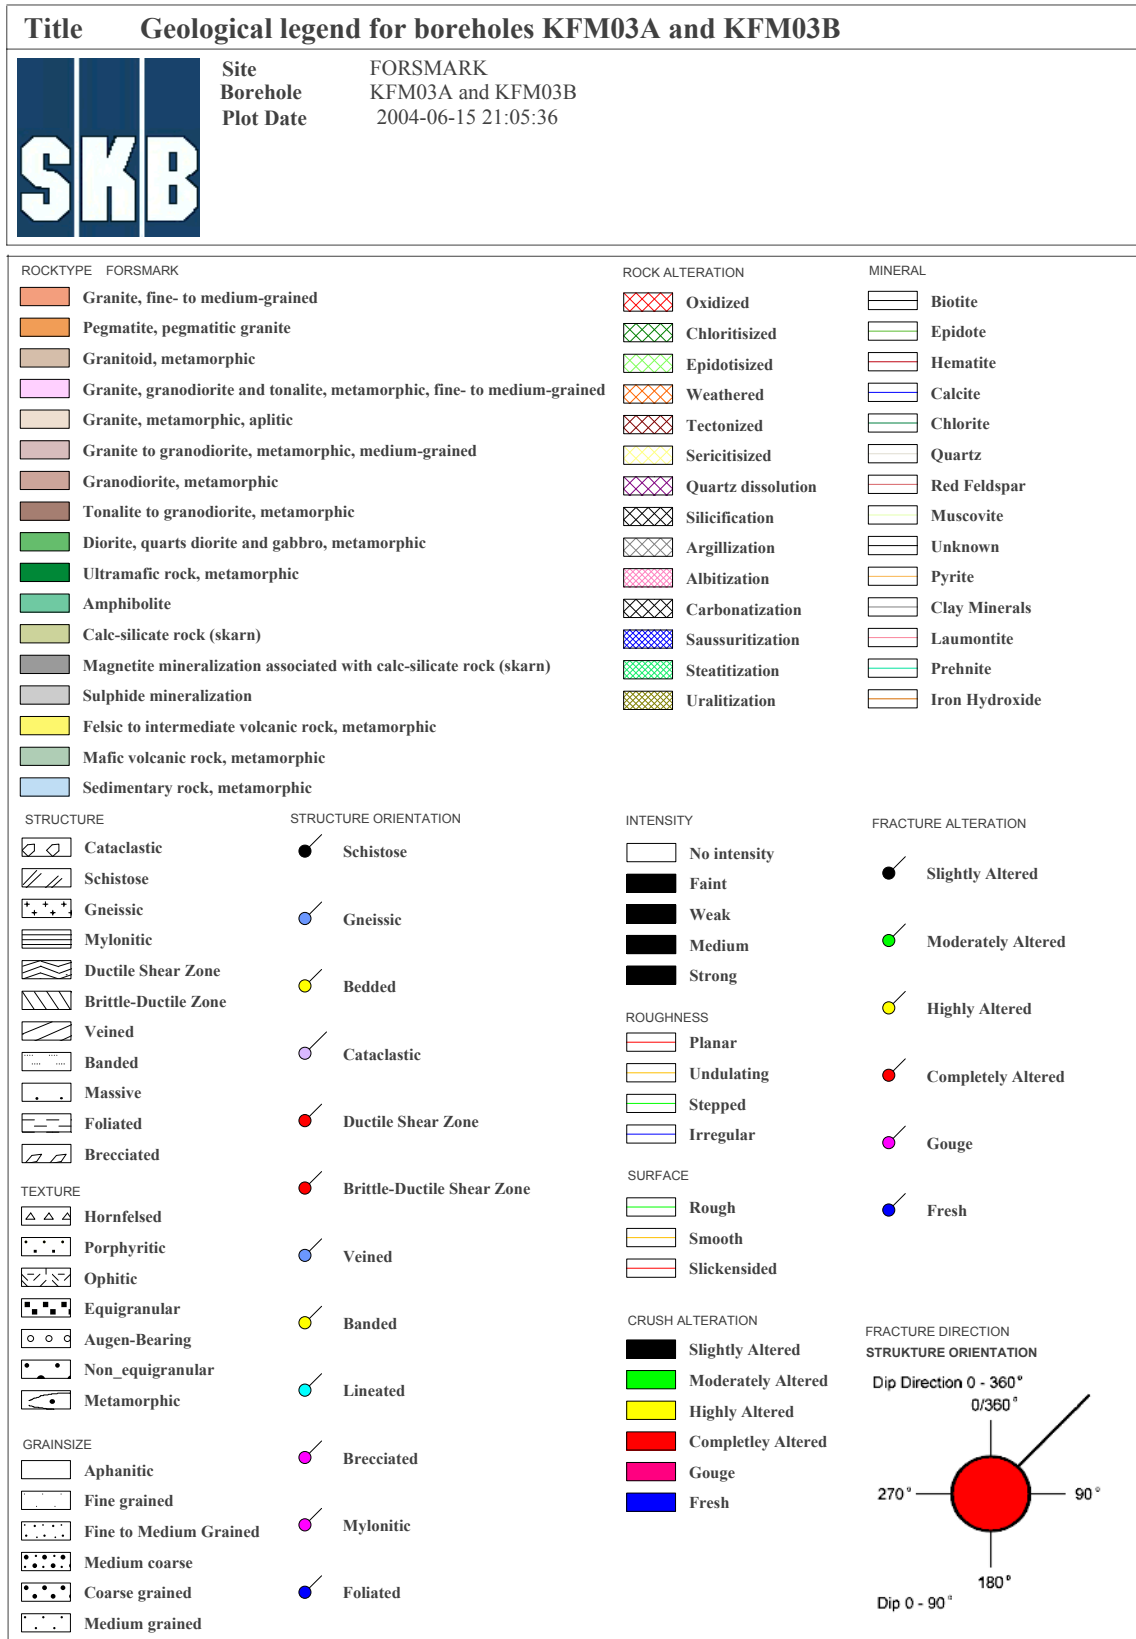 Title Geological legend for boreholes KFM03A and KFM03B
SKB
Site FORSMARK
Borehole KFM03A and KFM03B
Plot Date 2004-06-15 21:05:36
ROCKTYPE FORSMARK
Granite, fine- to medium-grained
Pegmatite, pegmatitic granite
Granitoid, metamorphic
Granite, granodiorite and tonalite, metamorphic, fine- to medium-grained
Granite, metamorphic, aplitic
Granite to granodiorite, metamorphic, medium-grained
Granodiorite, metamorphic
Tonalite to granodiorite, metamorphic
Diorite, quarts diorite and gabbro, metamorphic
Ultramafic rock, metamorphic
Amphibolite
Calc-silicate rock (skarn)
Magnetite mineralization associated with calc-silicate rock (skarn)
Sulphide mineralization
Felsic to intermediate volcanic rock, metamorphic
Mafic volcanic rock, metamorphic
Sedimentary rock, metamorphic
ROCK ALTERATION
Oxidized
Chloritisized
Epidotisized
Weathered
Tectonized
Sericitisized
Quartz dissolution
Silicification
Argillization
Albitization
Carbonatization
Saussuritization
Steatitization
Uralitization
MINERAL
Biotite
Epidote
Hematite
Calcite
Chlorite
Quartz
Red Feldspar
Muscovite
Unknown
Pyrite
Clay Minerals
Laumontite
Prehnite
Iron Hydroxide
STRUCTURE
Cataclastic
Schistose
Gneissic
Mylonitic
Ductile Shear Zone
Brittle-Ductile Zone
Veined
Banded
Massive
Foliated
Brecciated
TEXTURE
Hornfelsed
Porphyritic
Ophitic
Equigranular
Augen-Bearing
Non_equigranular
Metamorphic
GRAINSIZE
Aphanitic
Fine grained
Fine to Medium Grained
Medium coarse
Coarse grained
Medium grained
STRUCTURE ORIENTATION
Schistose
Gneissic
Bedded
Cataclastic
Ductile Shear Zone
Brittle-Ductile Shear Zone
Veined
Banded
Lineated
Brecciated
Mylonitic
Foliated
INTENSITY
No intensity
Faint
Weak
Medium
Strong
ROUGHNESS
Planar
Undulating
Stepped
Irregular
SURFACE
Rough
Smooth
Slickensided
CRUSH ALTERATION
Slightly Altered
Moderately Altered
Highly Altered
Completley Altered
Gouge
Fresh
FRACTURE ALTERATION
Slightly Altered
Moderately Altered
Highly Altered
Completely Altered
Gouge
Fresh
FRACTURE DIRECTION
STRUKTURE ORIENTATION
Dip Direction 0 - 360°
0/360°
270° 90°
180°
Dip 0 - 90°